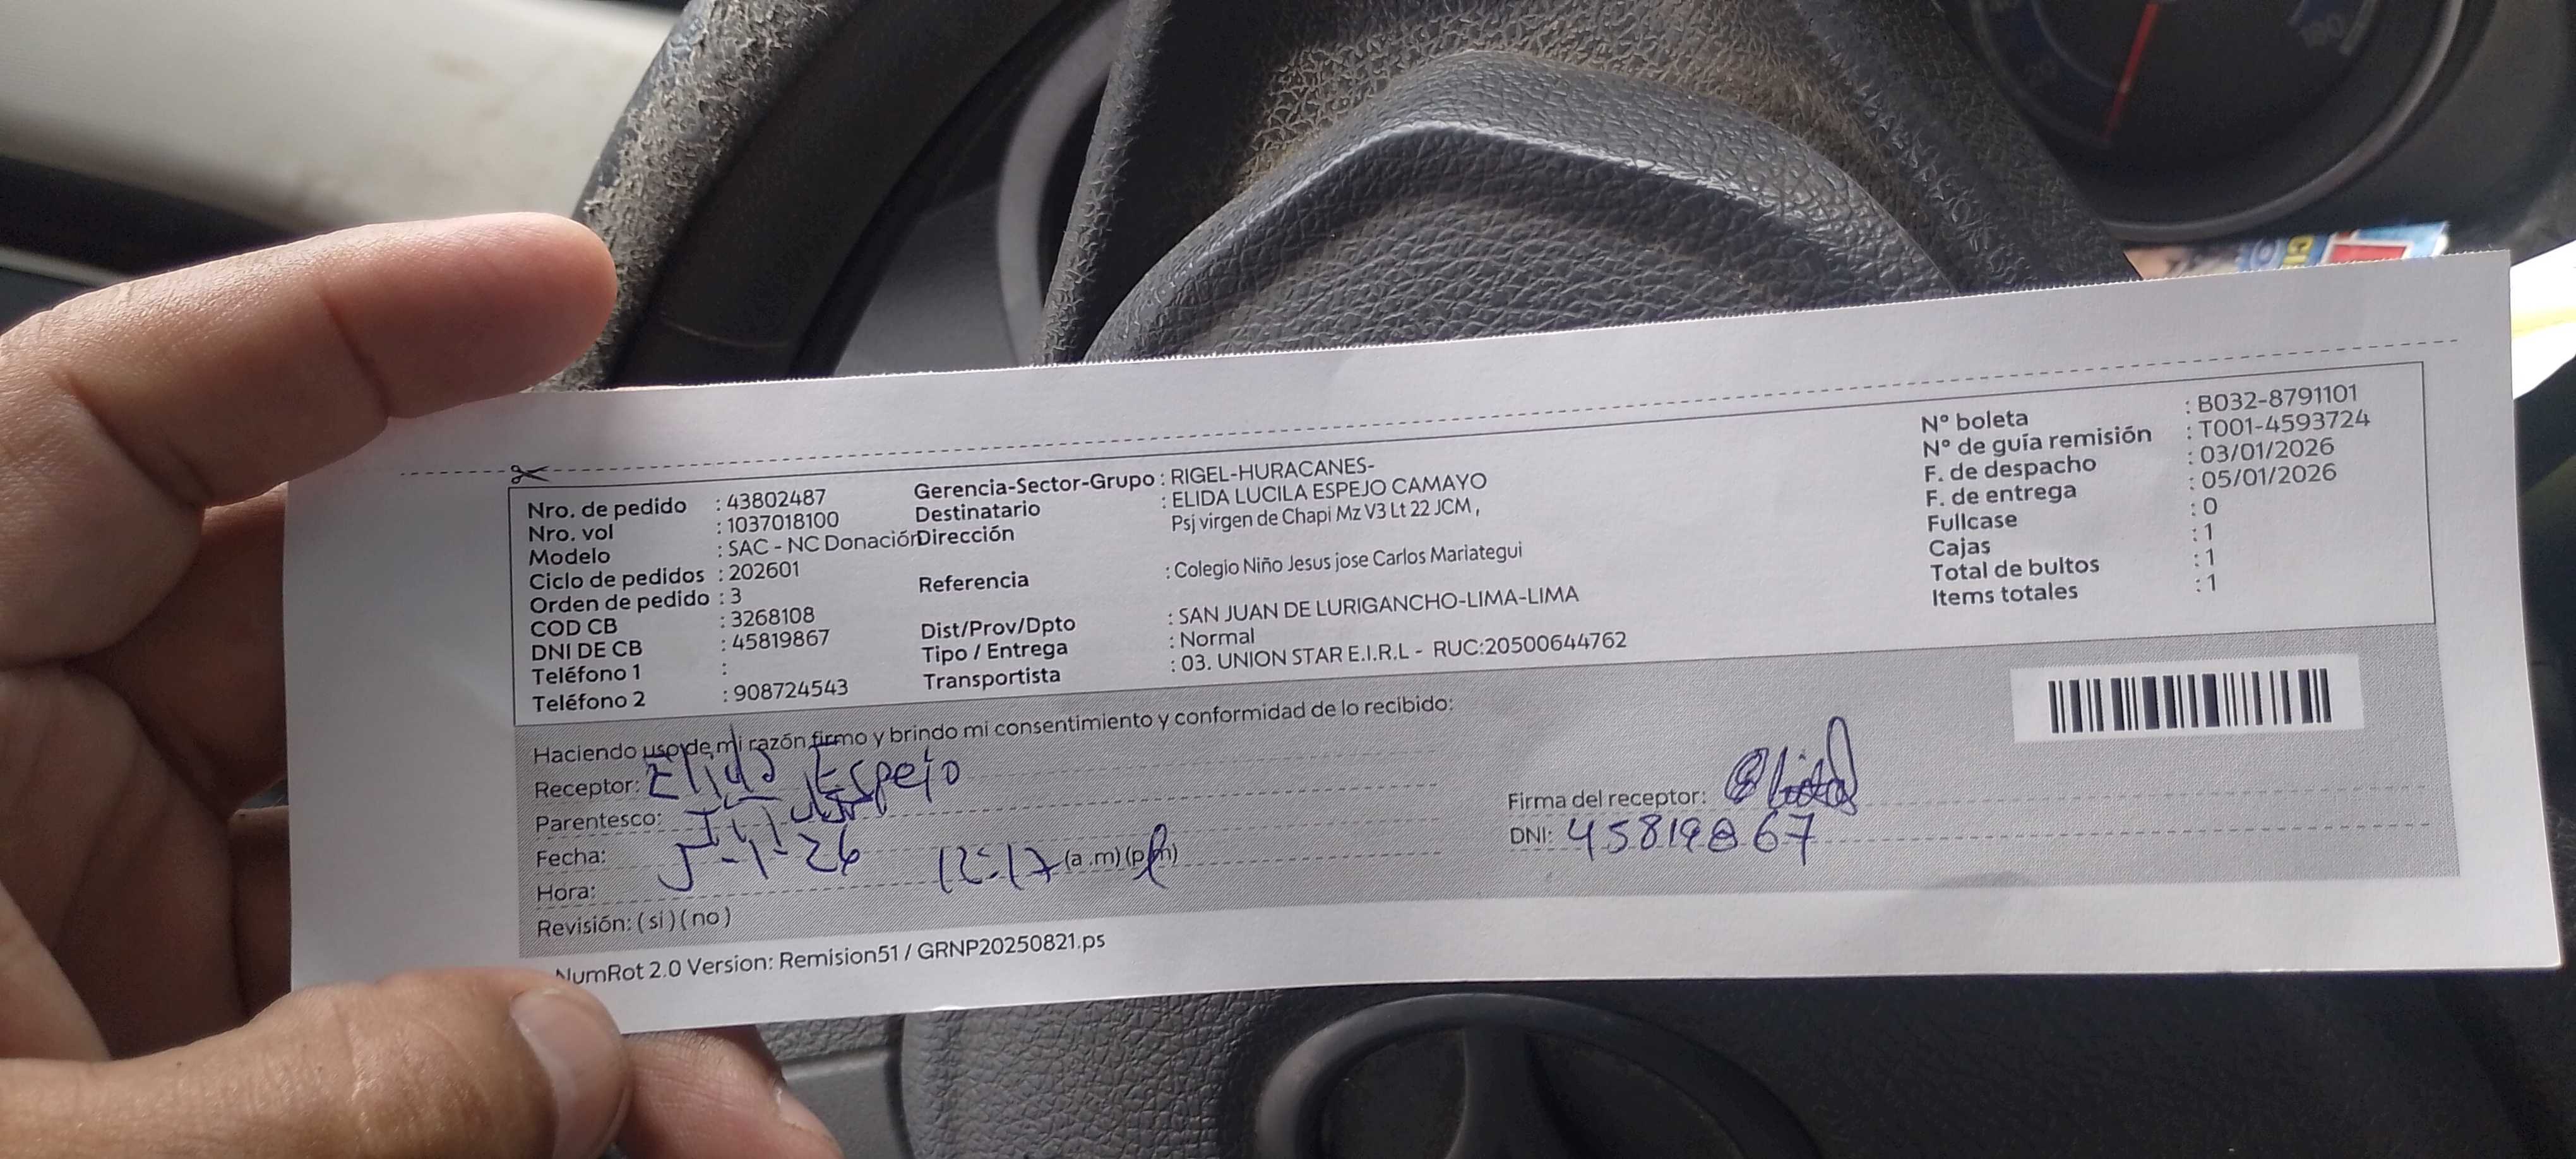 Nro. de pedido : 43802487
Nro. vol : 1037018100
Modelo : SAC - NC Donación
Ciclo de pedidos : 202601
Orden de pedido : 3
COD CB : 3268108
DNI DE CB : 45819867
Teléfono 1 :
Teléfono 2 : 908724543
Gerencia-Sector-Grupo : RIGEL-HURACANES-
Destinatario : ELIDA LUCILA ESPEJO CAMAYO
Dirección Psj virgen de Chapi Mz V3 Lt 22 JCM ,
Referencia : Colegio Niño Jesus jose Carlos Mariategui
Dist/Prov/Dpto : SAN JUAN DE LURIGANCHO-LIMA-LIMA
Tipo / Entrega : Normal
Transportista : 03. UNION STAR E.I.R.L - RUC:20500644762
N° boleta : B032-8791101
N° de guía remisión : T001-4593724
F. de despacho : 03/01/2026
F. de entrega : 05/01/2026
Fullcase : 0
Cajas : 1
Total de bultos : 1
Items totales : 1
Haciendo uso de mi razón firmo y brindo mi consentimiento y conformidad de lo recibido:
Receptor: Elida Espejo
Parentesco:
Fecha: 5-1-26
Hora: 12:17 (a .m) (p.m)
Revisión: ( si ) ( no )
Firma del receptor:
DNI: 45819867
NumRot 2.0 Version: Remision51 / GRNP20250821.ps